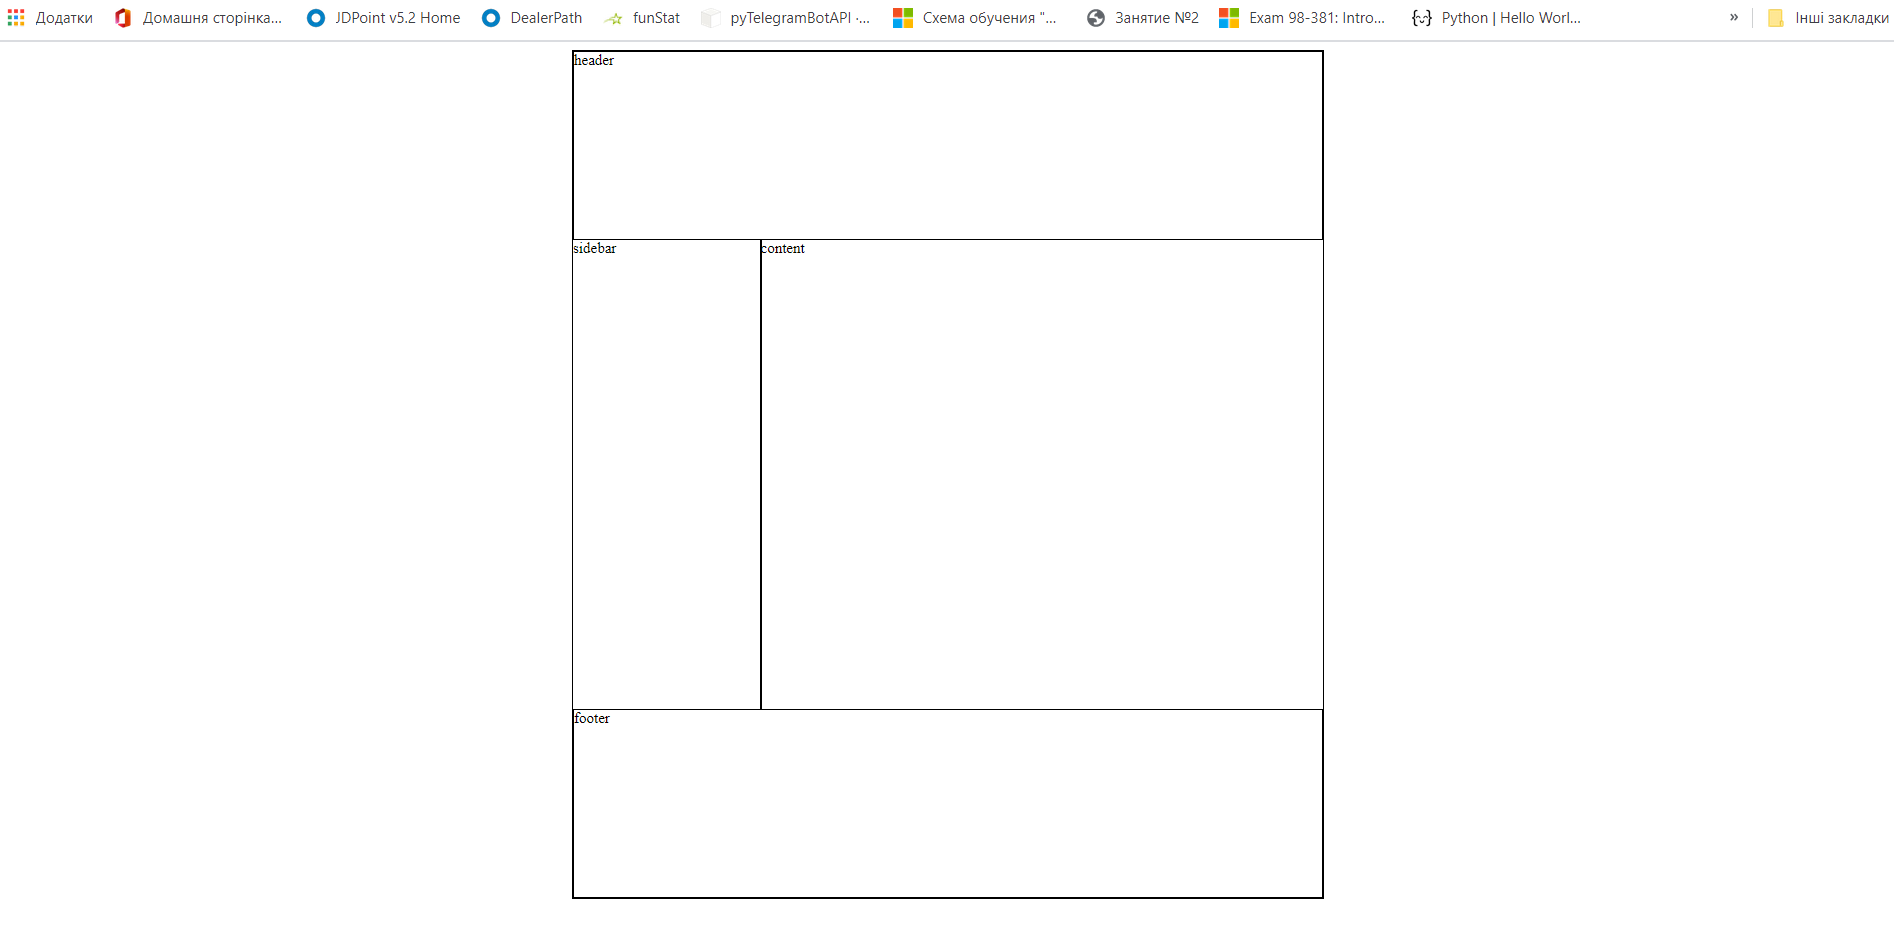 Додатки Домашня сторінка... JDPoint v5.2 Home DealerPath funStat pyTelegramBotAPI ·... Схема обучения "... Занятие №2 Exam 98-381: Intro... Python | Hello Worl... » Інші закладки
header
sidebar content
footer